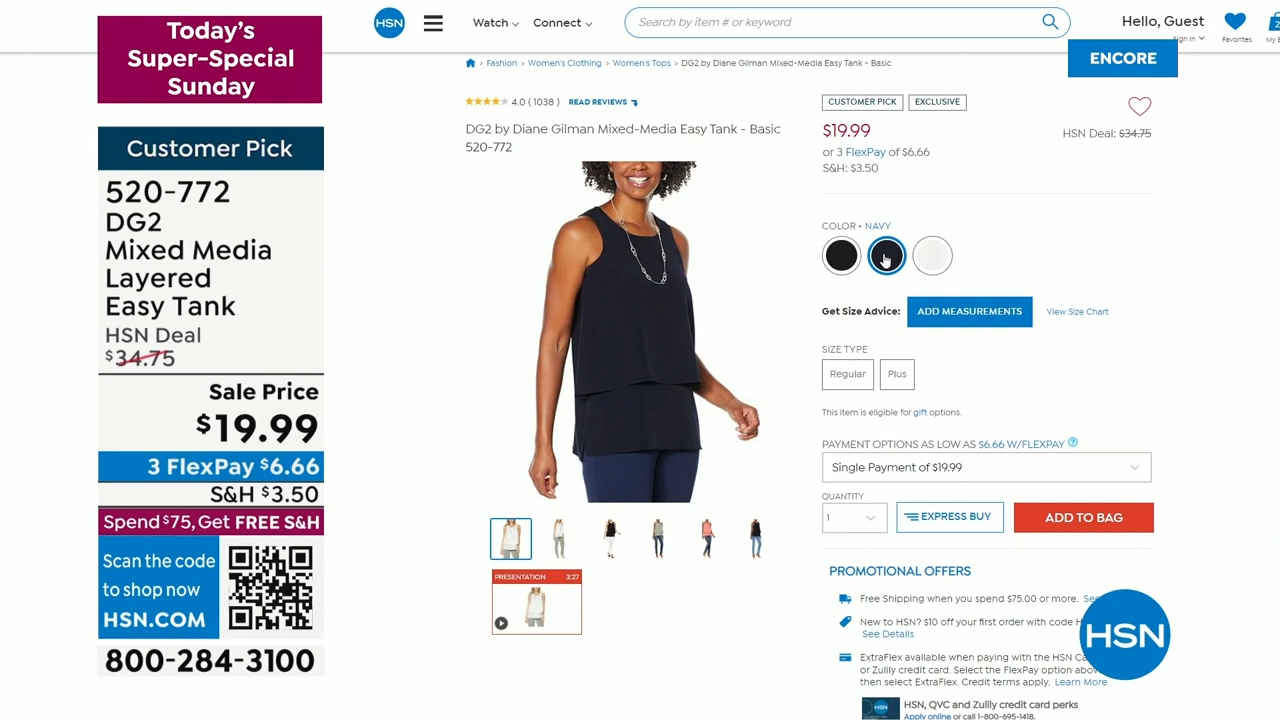 Today's
Super-Special
Sunday
Customer Pick
520-772
DG2
Mixed Media
Layered
Easy Tank
HSN Deal
$34.75
Sale Price
$19.99
3 FlexPay $6.66
S&H $3.50
Spend $75, Get FREE S&H
Scan the code
to shop now
HSN.COM
800-284-3100
HSN
Watch
Connect
Search by item # or keyword
Hello, Guest
Sign In
Favorites
2
My B
ENCORE
> Fashion > Women's Clothing > Women's Tops > DG2 by Diane Gilman Mixed-Media Easy Tank - Basic
4.0 ( 1038 ) READ REVIEWS
DG2 by Diane Gilman Mixed-Media Easy Tank - Basic
520-772
PRESENTATION 3:27
CUSTOMER PICK
EXCLUSIVE
$19.99
HSN Deal: $34.75
or 3 FlexPay of $6.66
S&H: $3.50
COLOR • NAVY
Get Size Advice:
ADD MEASUREMENTS
View Size Chart
SIZE TYPE
Regular
Plus
This item is eligible for gift options.
PAYMENT OPTIONS AS LOW AS $6.66 W/FLEXPAY ?
Single Payment of $19.99
QUANTITY
1
EXPRESS BUY
ADD TO BAG
PROMOTIONAL OFFERS
Free Shipping when you spend $75.00 or more. See
New to HSN? $10 off your first order with code H
See Details
ExtraFlex available when paying with the HSN Ca
or Zulily credit card. Select the FlexPay option abov
then select ExtraFlex. Credit terms apply. Learn More
HSN
HSN
HSN, QVC and Zulily credit card perks
Apply online or call 1-800-695-1418.